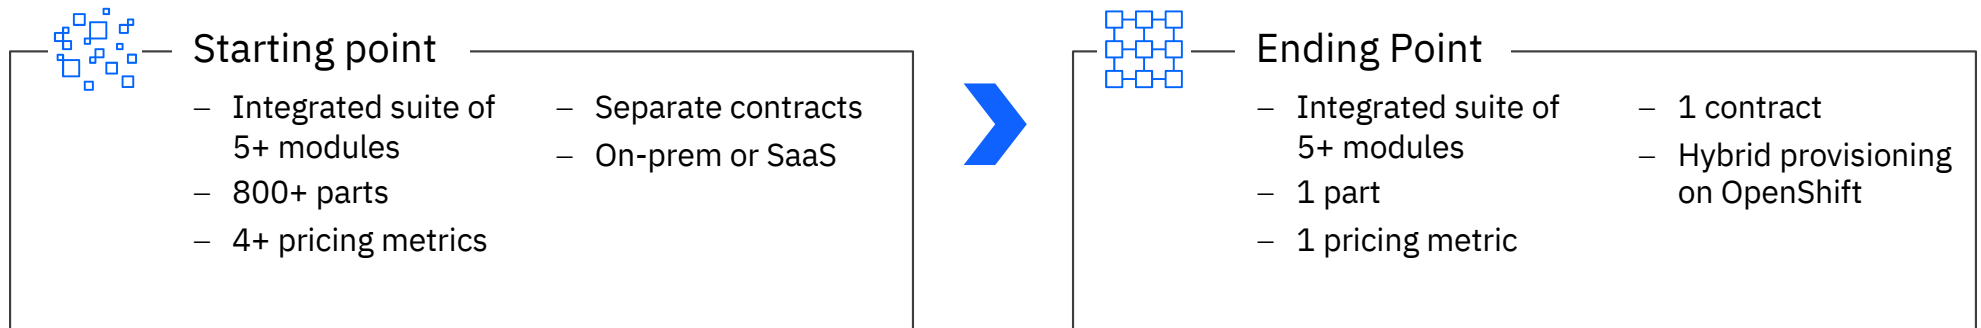 Starting point
– Integrated suite of
5+ modules
– 800+ parts
– 4+ pricing metrics
– Separate contracts
– On-prem or SaaS
Ending Point
– Integrated suite of
5+ modules
– 1 part
– 1 pricing metric
– 1 contract
– Hybrid provisioning
on OpenShift